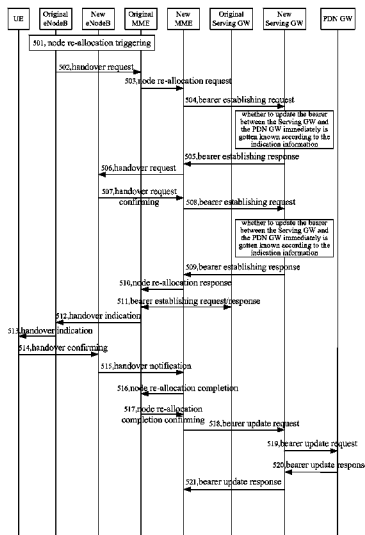 UE
Original
eNodeB
New
eNodeB
Original
MME
New
MME
Original
Serving GW
New
Serving GW
PDN GW
501, node re-allocation triggering
502,handover request
503,node re-allocation request
504,bearer establishing request
whether to update the bearer
between the Serving GW and
the PDN GW immediately is
gotten known according to the
indication information
505,bearer establishing response
506,handover request
507,handover request
confirming
508,bearer establishing request
whether to update the bearer
between the Serving GW and
the PDN GW immediately is
gotten known according to the
indication information
509,bearer establishing response
510,node re-allocation response
511,bearer establishing request/response
512,handover indication
513,handover indication
514,handover confirming
515,handover notification
516,node re-allocation completion
517,node re-allocation
completion confirming
518,bearer update request
519,bearer update request
520,bearer update respons
521,bearer update response